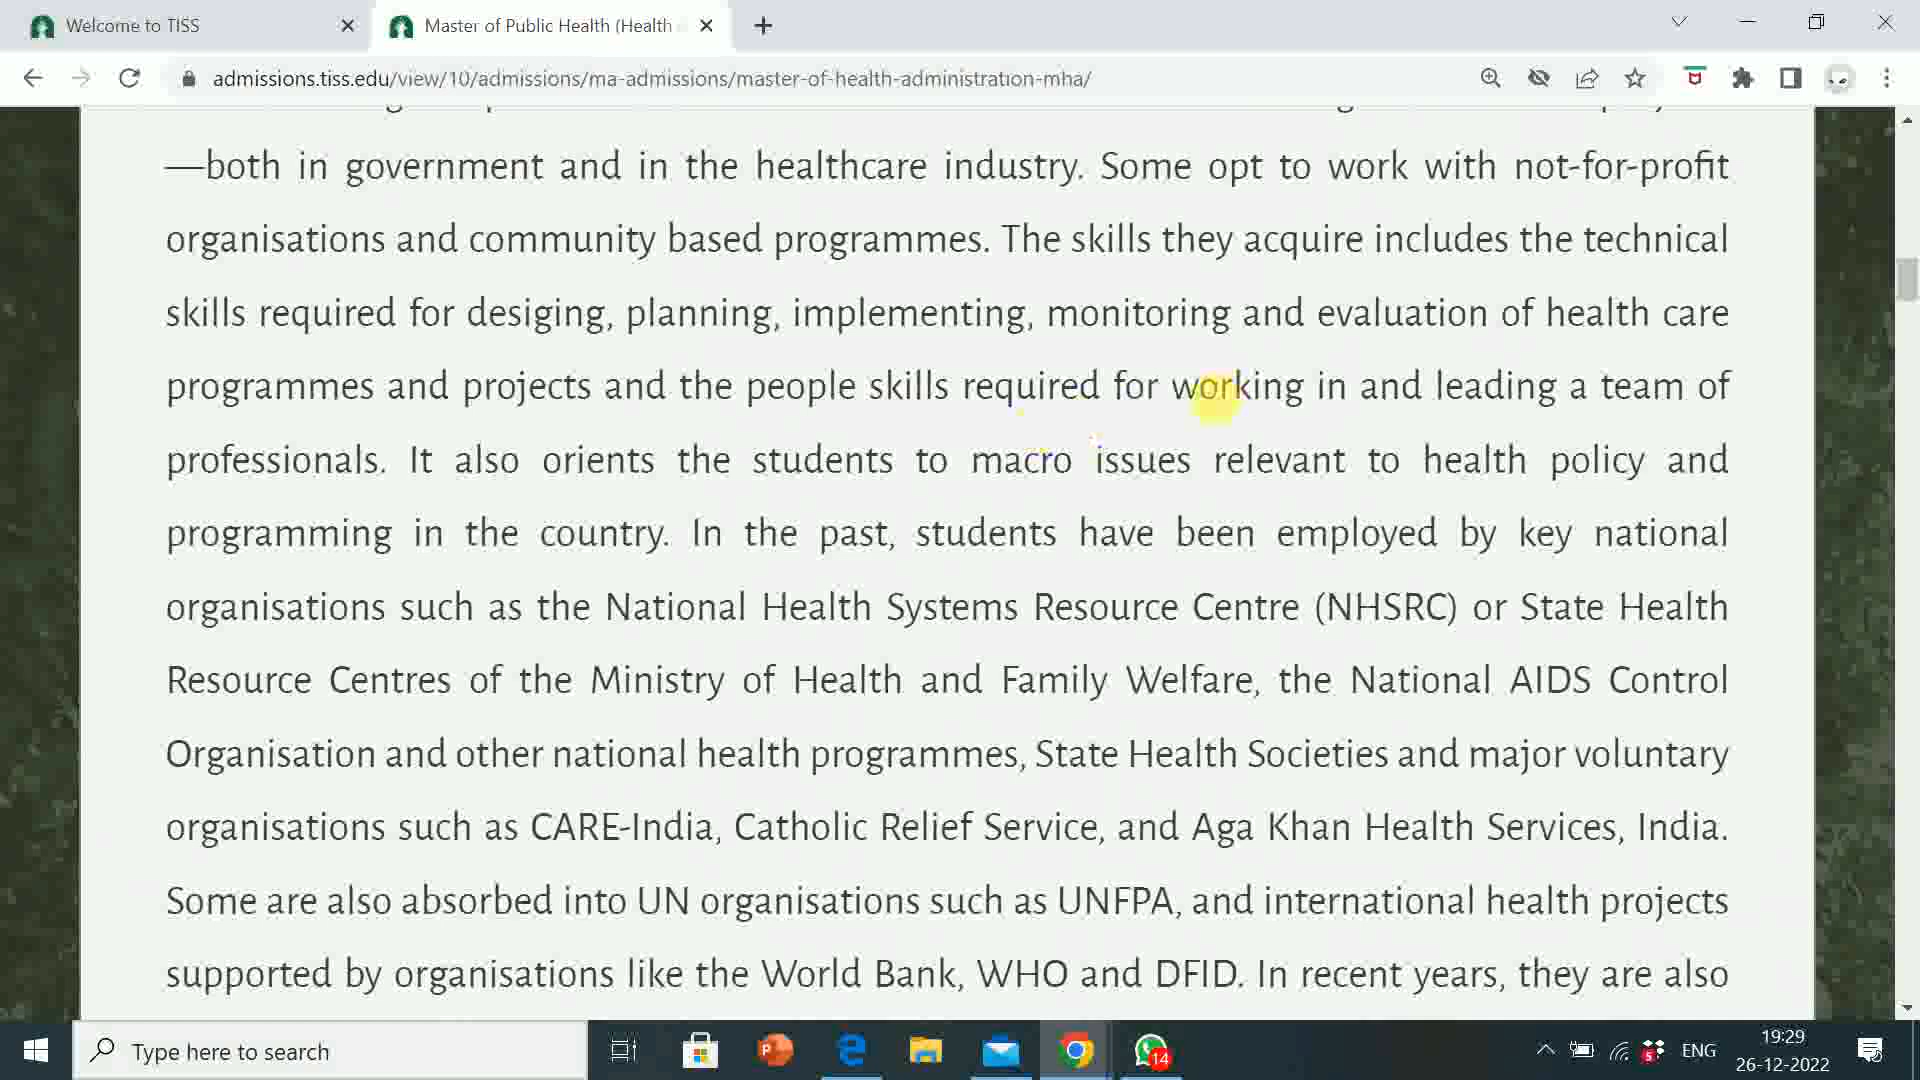 Welcome to TISS
Master of Public Health (Health
admissions.tiss.edu/view/10/admissions/ma-admissions/master-of-health-administration-mha/
—both in government and in the healthcare industry. Some opt to work with not-for-profit
organisations and community based programmes. The skills they acquire includes the technical
skills required for desiging, planning, implementing, monitoring and evaluation of health care
programmes and projects and the people skills required for working in and leading a team of
professionals. It also orients the students to macro issues relevant to health policy and
programming in the country. In the past, students have been employed by key national
organisations such as the National Health Systems Resource Centre (NHSRC) or State Health
Resource Centres of the Ministry of Health and Family Welfare, the National AIDS Control
Organisation and other national health programmes, State Health Societies and major voluntary
organisations such as CARE-India, Catholic Relief Service, and Aga Khan Health Services, India.
Some are also absorbed into UN organisations such as UNFPA, and international health projects
supported by organisations like the World Bank, WHO and DFID. In recent years, they are also
Type here to search
14
5
ENG
19:29
26-12-2022